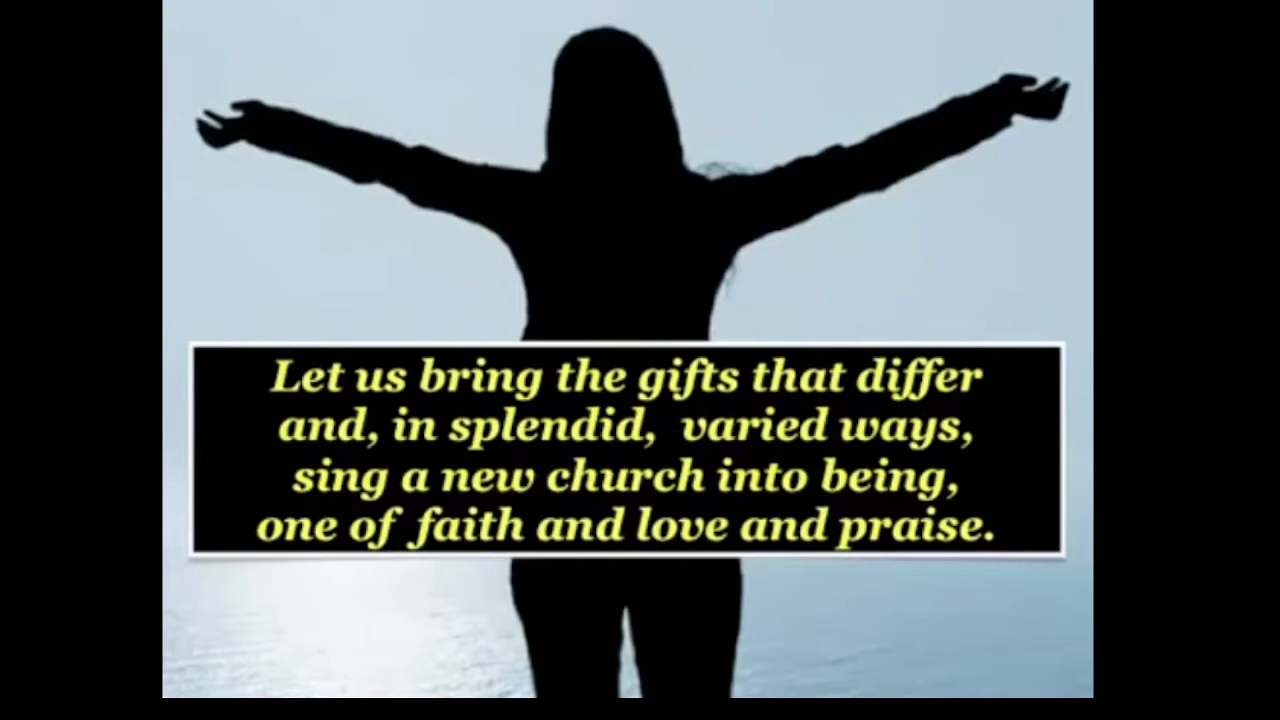 Let us bring the gifts that differ
and, in splendid, varied ways,
sing a new church into being,
one of faith and love and praise.